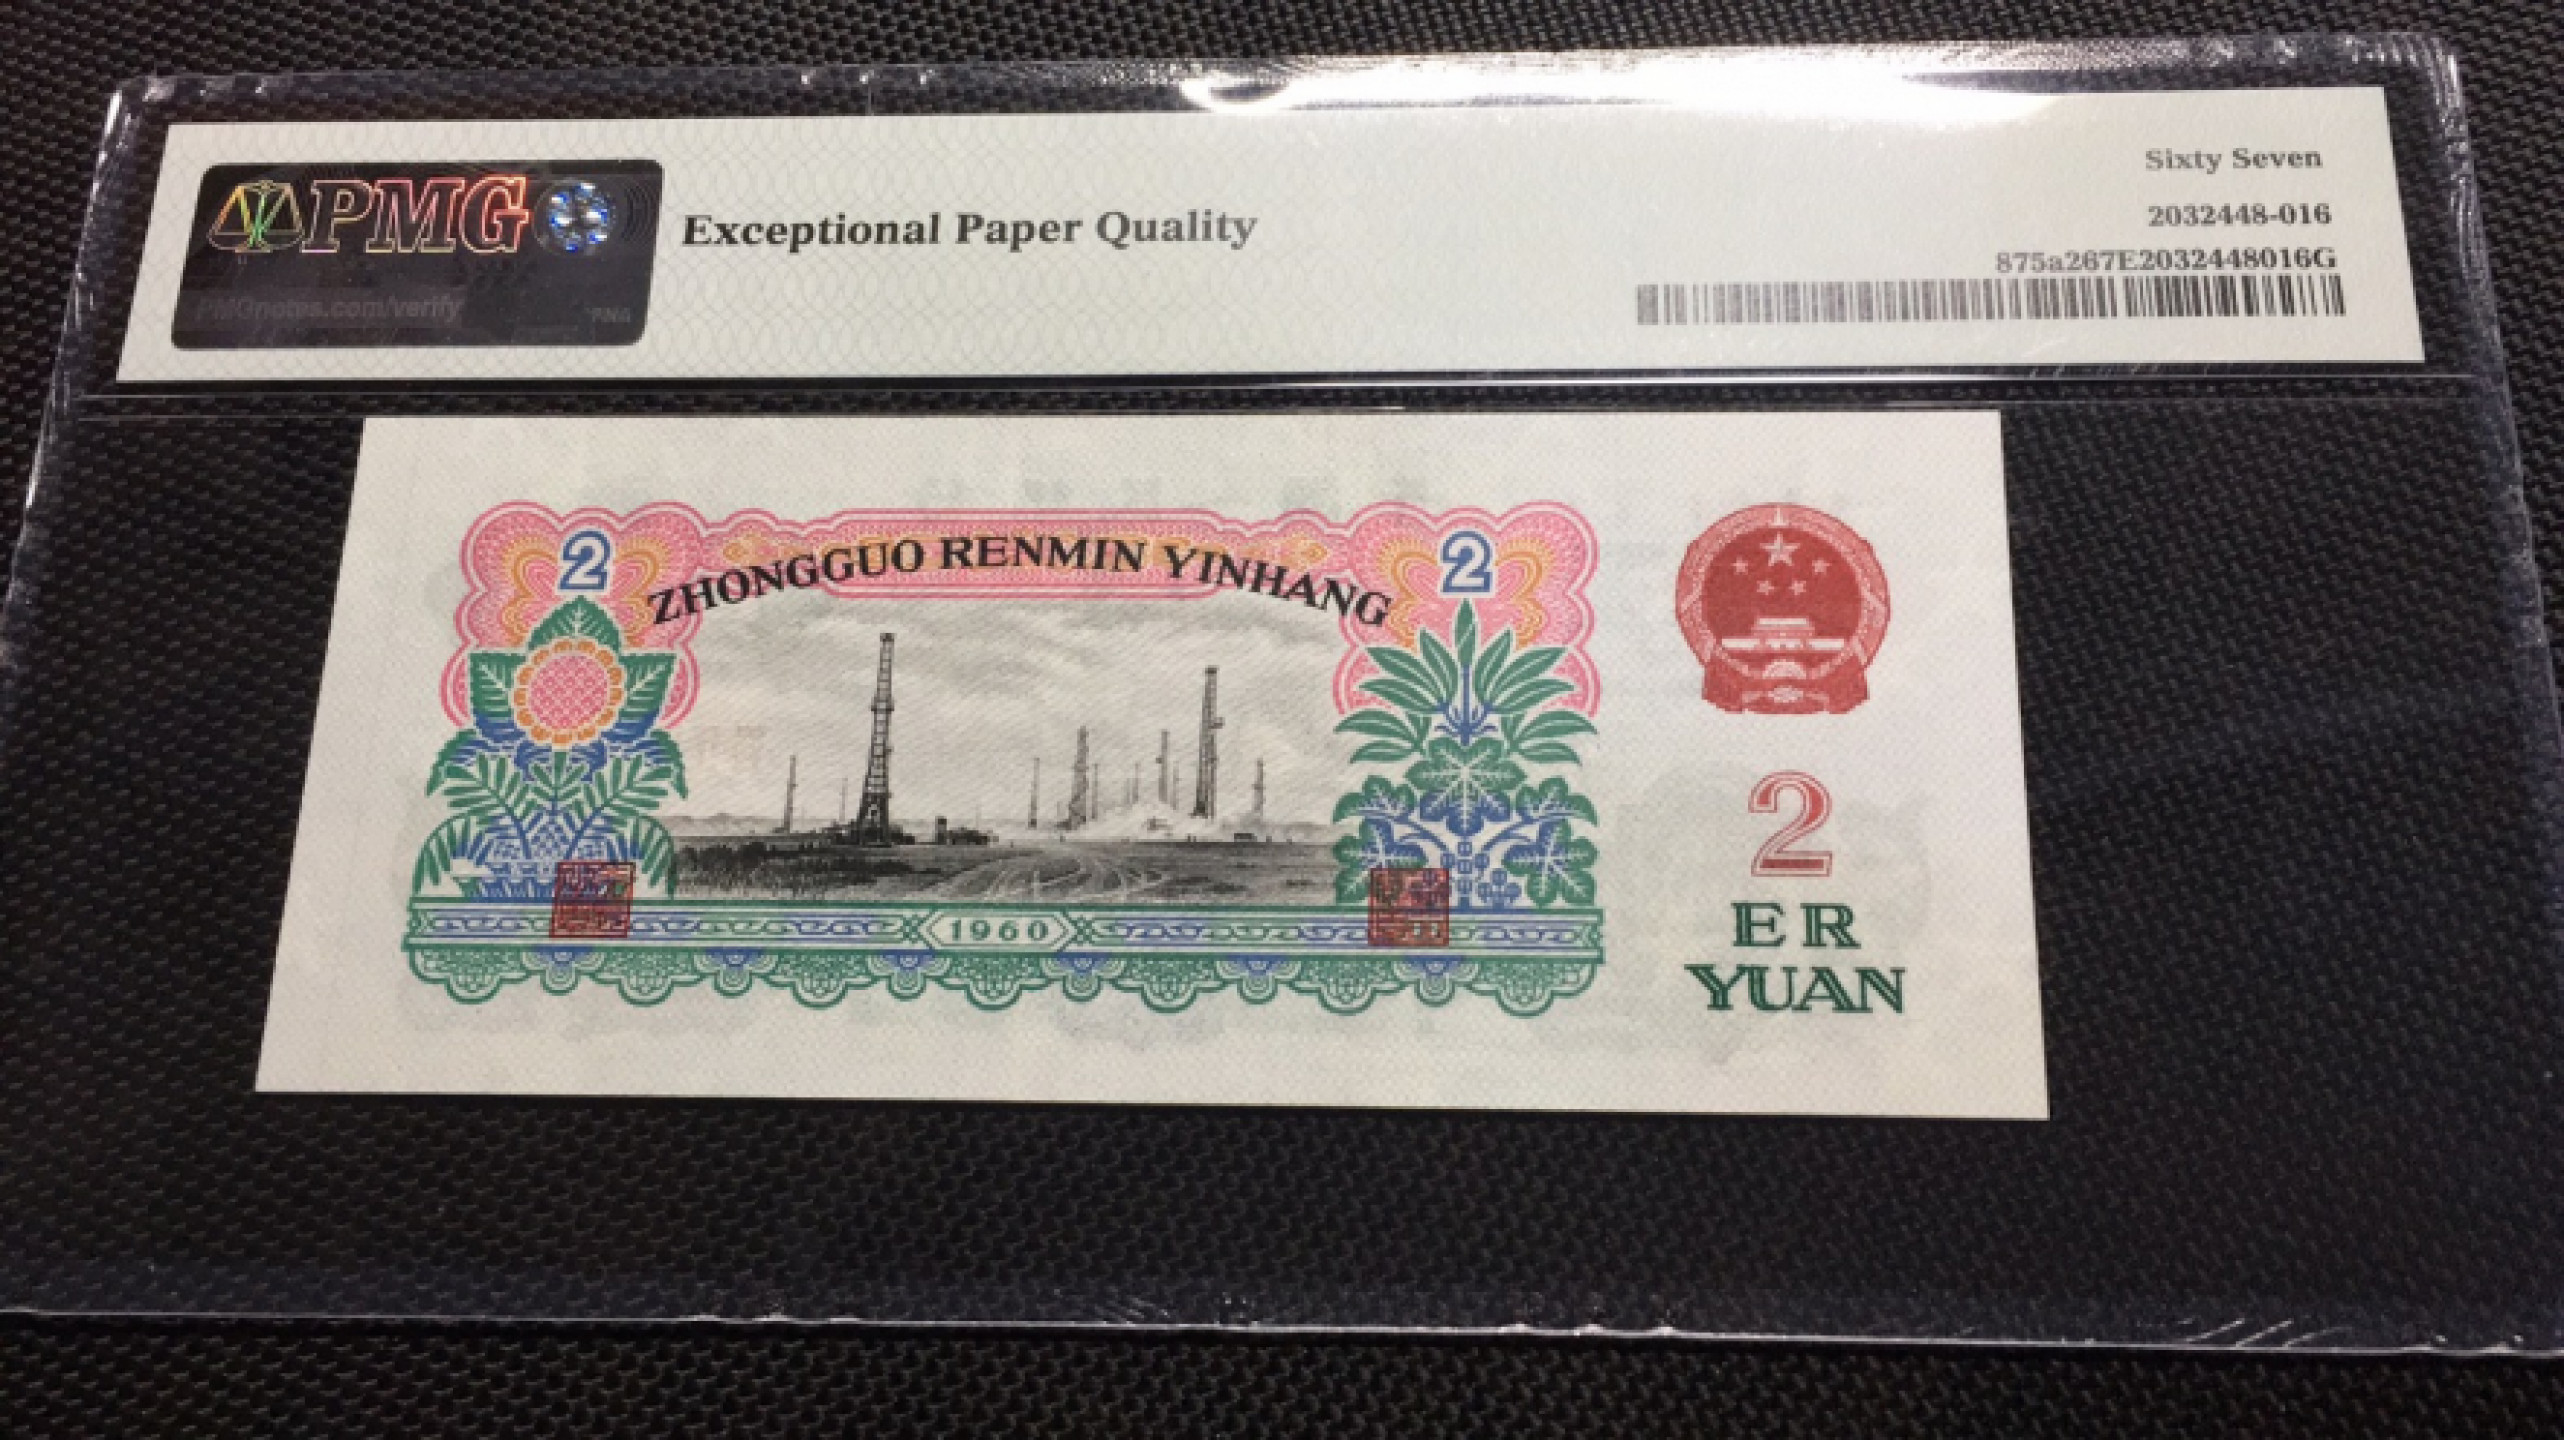 PMG
PMGnotes.com/verify
Exceptional Paper Quality
Sixty Seven
2032448-016
875a267E2032448016G
2
ZHONGGUO RENMIN YINHANG
2
1960
2
ER
YUAN